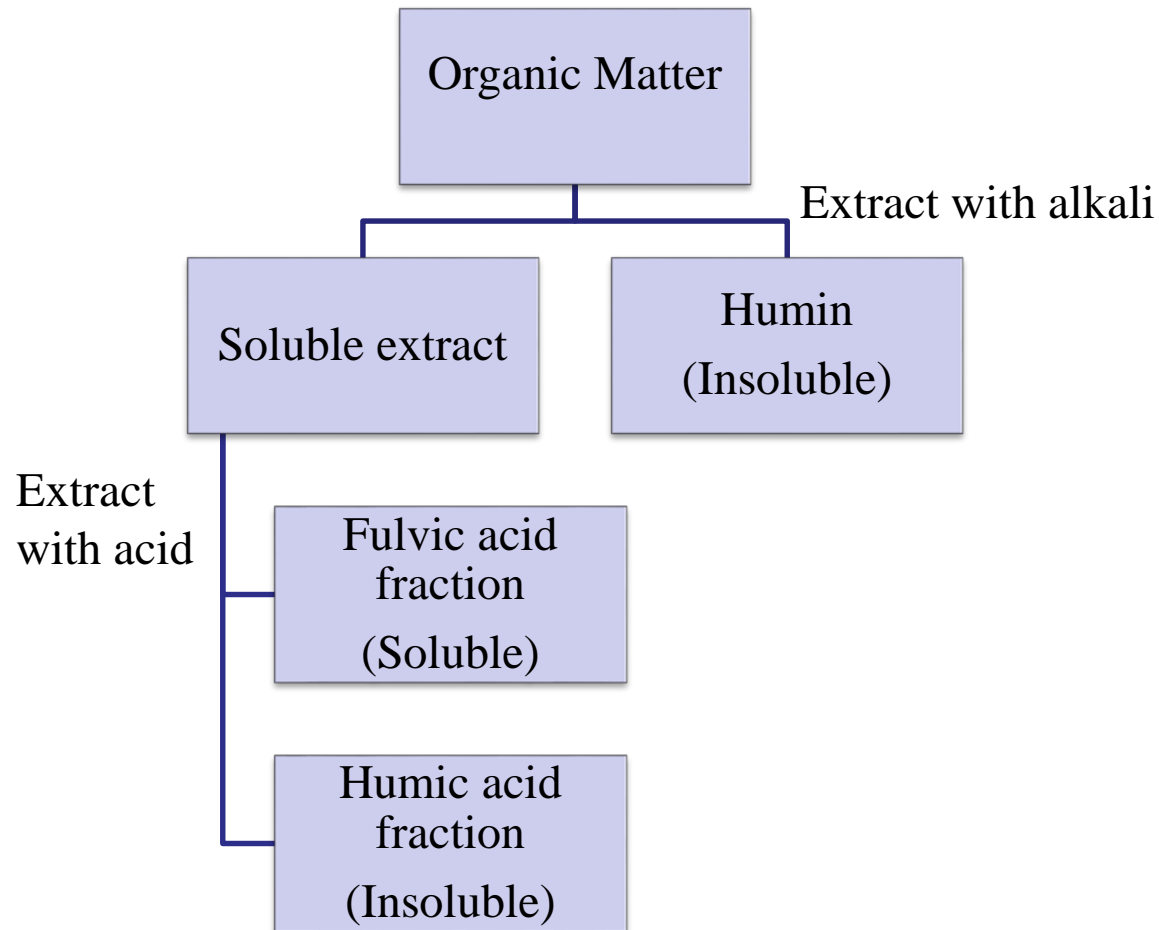 Organic Matter
Extract with alkali
Soluble extract
Humin
(Insoluble)
Extract
with acid
Fulvic acid
fraction
(Soluble)
Humic acid
fraction
(Insoluble)